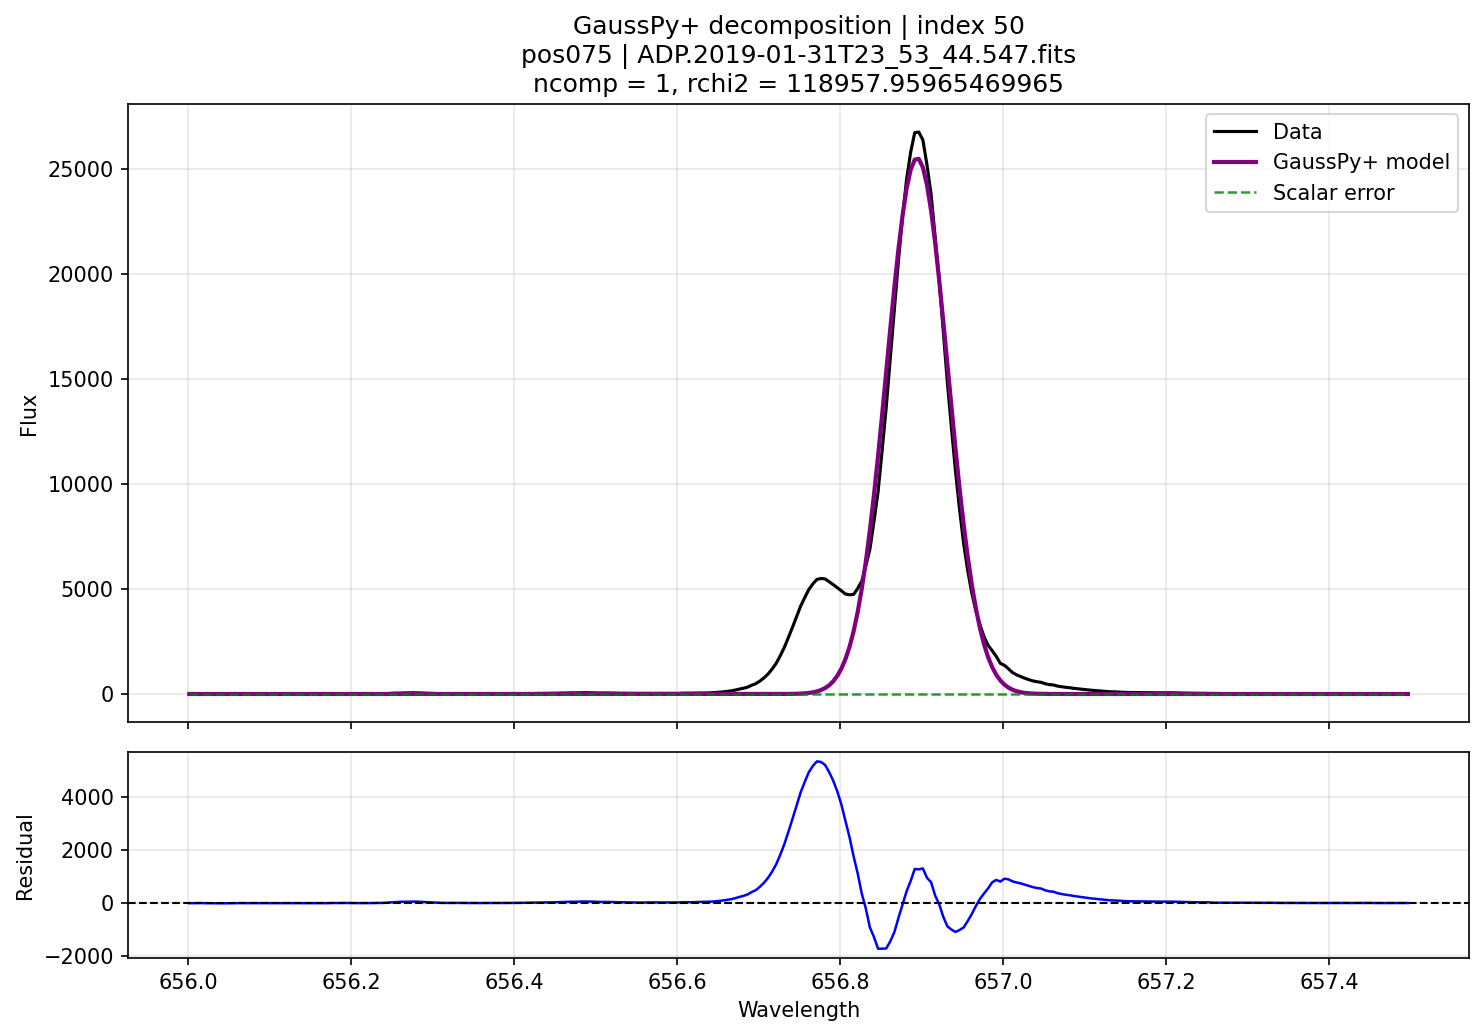 GaussPy+ decomposition | index 50
pos075 | ADP.2019-01-31T23_53_44.547.fits
ncomp = 1, rchi2 = 118957.95965469965
Data
GaussPy+ model
Scalar error
Flux
25000
20000
15000
10000
5000
0
Residual
4000
2000
0
−2000
656.0
656.2
656.4
656.6
656.8
657.0
657.2
657.4
Wavelength